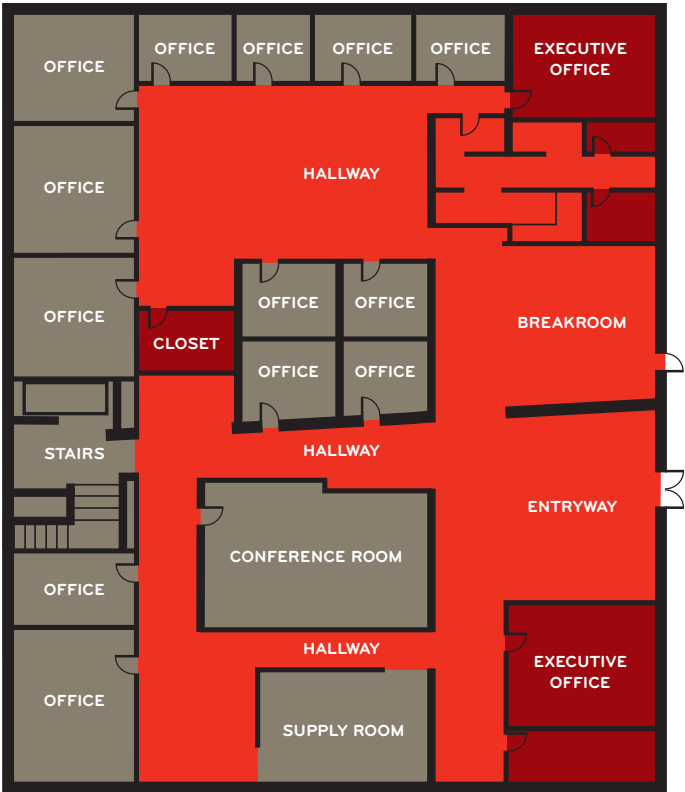 OFFICE
OFFICE
OFFICE
OFFICE
OFFICE
EXECUTIVE
OFFICE
HALLWAY
OFFICE
OFFICE
OFFICE
OFFICE
BREAKROOM
CLOSET
OFFICE
OFFICE
STAIRS
HALLWAY
ENTRYWAY
CONFERENCE ROOM
OFFICE
HALLWAY
EXECUTIVE
OFFICE
OFFICE
SUPPLY ROOM